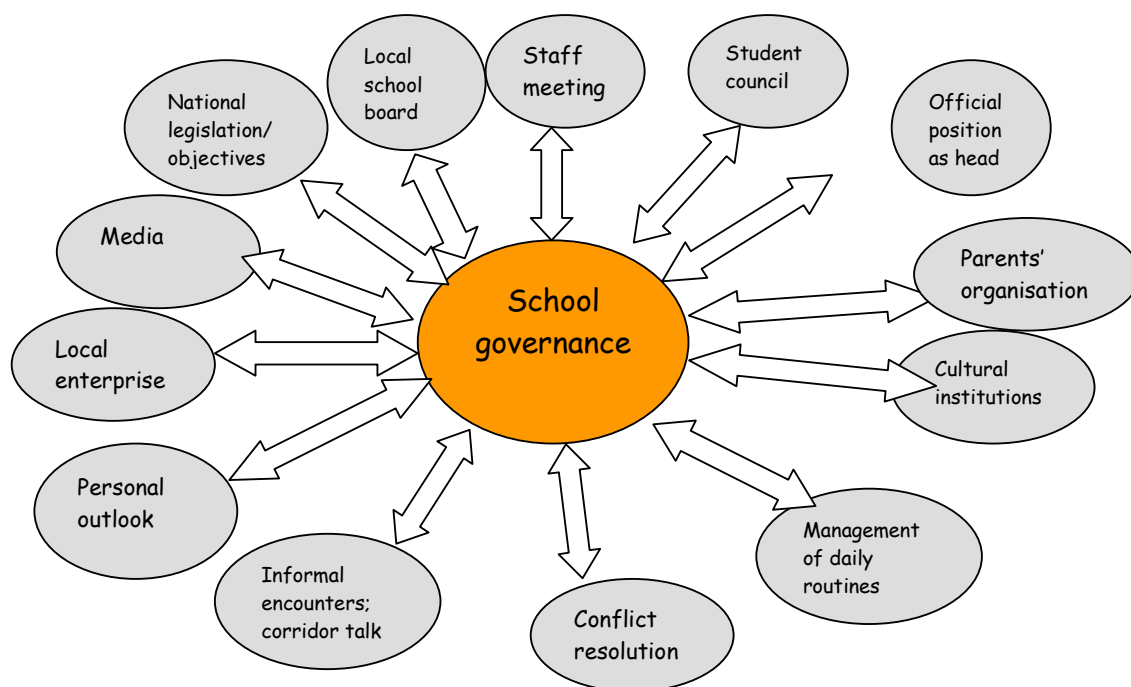 Local
school
board
Staff
meeting
Student
council
Official
position
as head
National
legislation/
objectives
Media
Parents’
organisation
School
governance
Local
enterprise
Cultural
institutions
Personal
outlook
Management
of daily
routines
Informal
encounters;
corridor talk
Conflict
resolution